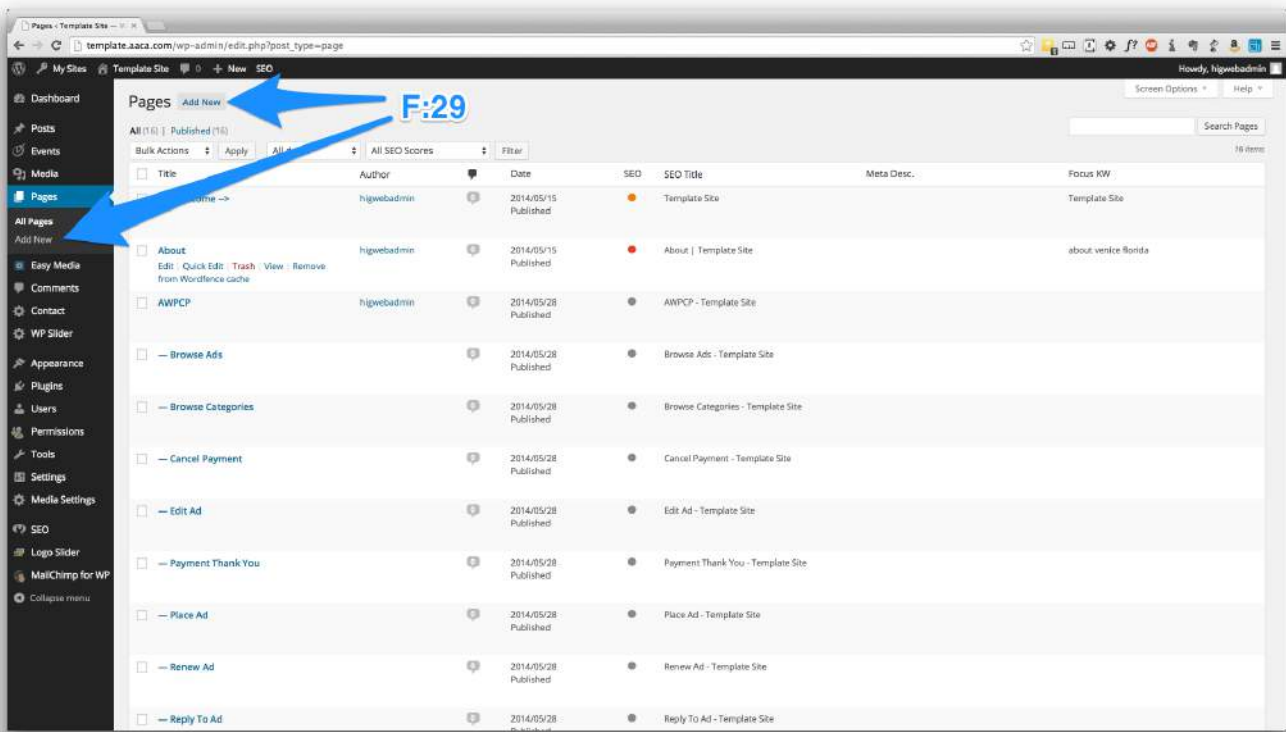 Pages ‹ Template Site —
template.aaca.com/wp-admin/edit.php?post_type=page
My Sites Template Site 0 + New SEO Howdy, higwebadmin
Screen Options Help
Dashboard
Posts
Events
Media
Pages
All Pages
Add New
Easy Media
Comments
Contact
WP Slider
Appearance
Plugins
Users
Permissions
Tools
Settings
Media Settings
SEO
Logo Slider
MailChimp for WP
Collapse menu
Pages Add New
F:29
All (16) | Published (16)
Search Pages
Bulk Actions Apply All SEO Scores Filter
16 items
Title Author Date SEO SEO Title Meta Desc. Focus KW
higwebadmin 2014/05/15 Template Site Template Site
Published
About higwebadmin 2014/05/15 About | Template Site about venice florida
Edit | Quick Edit | Trash | View | Remove Published
from Wordfence cache
AWPCP higwebadmin 2014/05/28 AWPCP - Template Site
Published
— Browse Ads 2014/05/28 Browse Ads - Template Site
Published
— Browse Categories 2014/05/28 Browse Categories - Template Site
Published
— Cancel Payment 2014/05/28 Cancel Payment - Template Site
Published
— Edit Ad 2014/05/28 Edit Ad - Template Site
Published
— Payment Thank You 2014/05/28 Payment Thank You - Template Site
Published
— Place Ad 2014/05/28 Place Ad - Template Site
Published
— Renew Ad 2014/05/28 Renew Ad - Template Site
Published
— Reply To Ad 2014/05/28 Reply To Ad - Template Site